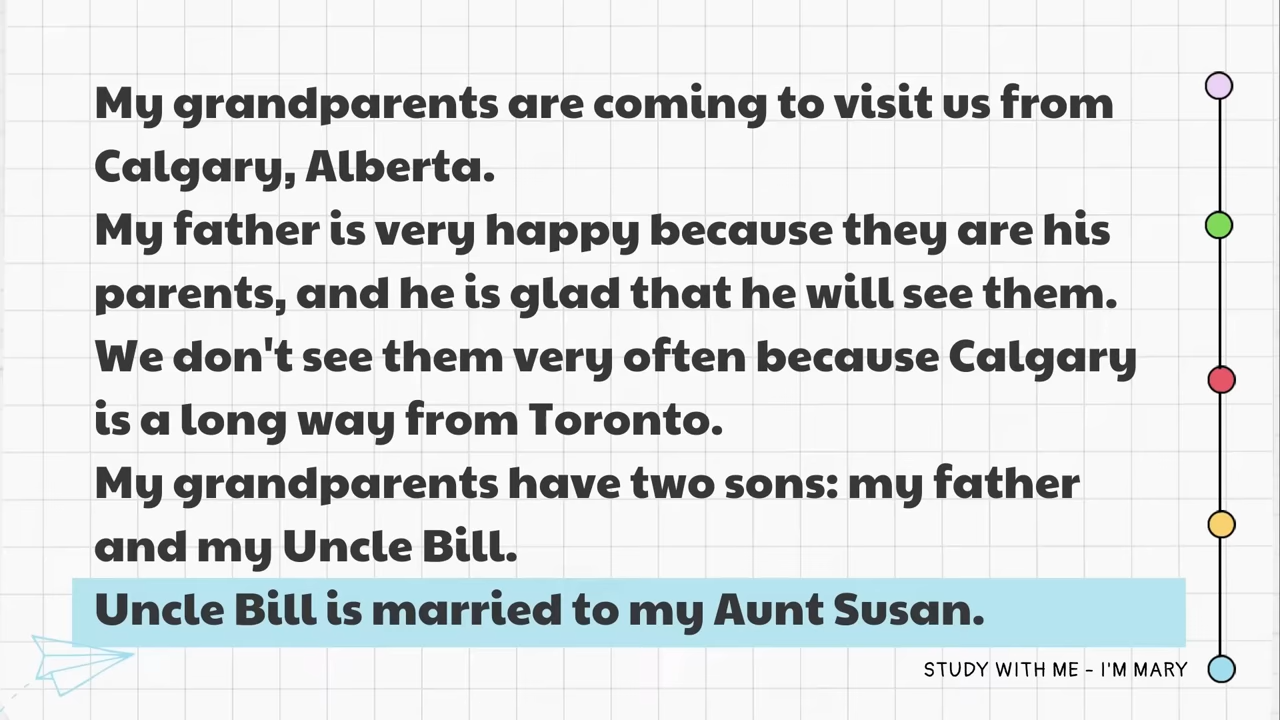 My grandparents are coming to visit us from
Calgary, Alberta.
My father is very happy because they are his
parents, and he is glad that he will see them.
We don't see them very often because Calgary
is a long way from Toronto.
My grandparents have two sons: my father
and my Uncle Bill.
Uncle Bill is married to my Aunt Susan.
STUDY WITH ME - I'M MARY